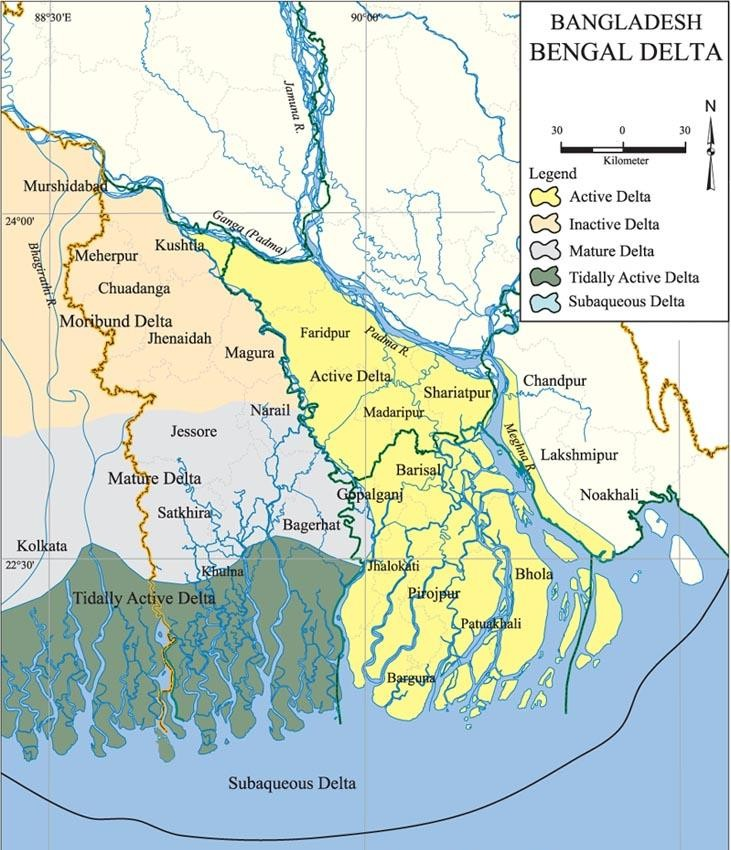 88°30'E
90°00'
BANGLADESH
BENGAL DELTA
N
30 0 30
Kilometer
Legend
Active Delta
Inactive Delta
Mature Delta
Tidally Active Delta
Subaqueous Delta
Jamuna R.
Murshidabad
24°00'
Ganga (Padma)
Kushtia
Bhagirathi R.
Meherpur
Chuadanga
Moribund Delta
Jhenaidah
Magura
Faridpur
Padma R.
Active Delta
Shariatpur
Chandpur
Narail
Madaripur
Jessore
Meghna R.
Lakshmipur
Barisal
Mature Delta
Gopalganj
Noakhali
Satkhira
Bagerhat
Kolkata
22°30'
Khulna
Jhalokati
Bhola
Tidally Active Delta
Pirojpur
Patuakhali
Barguna
Subaqueous Delta